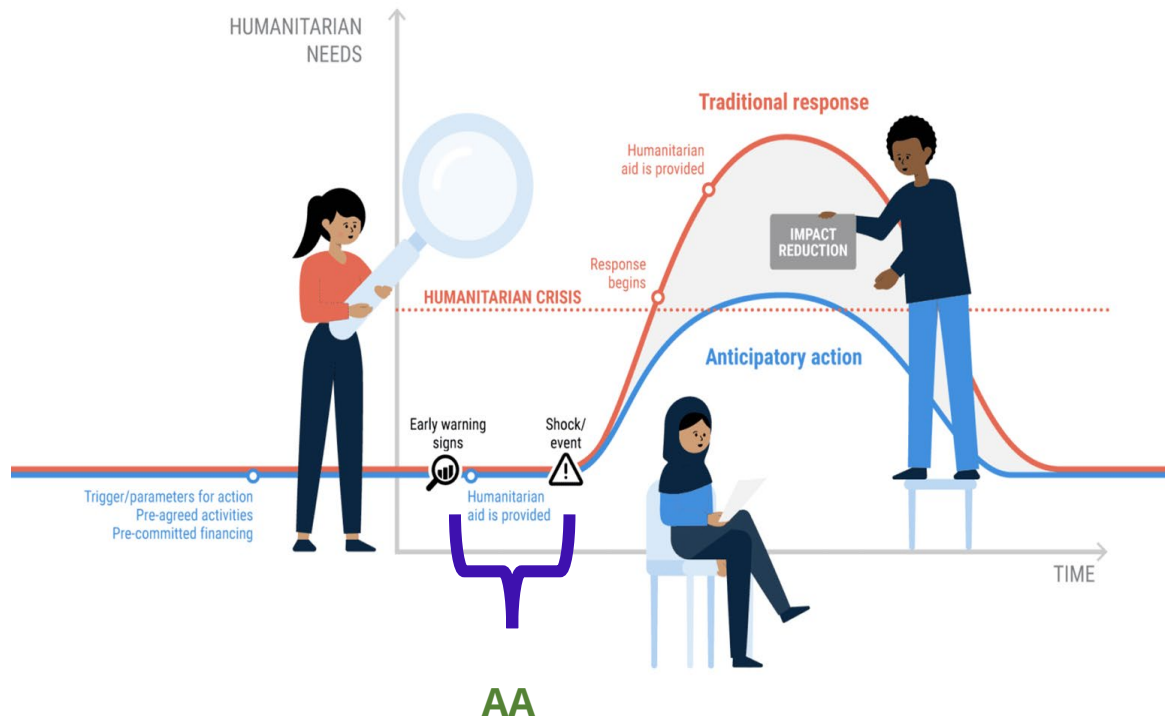 HUMANITARIAN
NEEDS
Traditional response
Humanitarian
aid is provided
IMPACT
REDUCTION
Response
begins
HUMANITARIAN CRISIS
Anticipatory action
Early warning
signs
Shock/
event
Trigger/parameters for action
Pre-agreed activities
Pre-committed financing
Humanitarian
aid is provided
TIME
AA